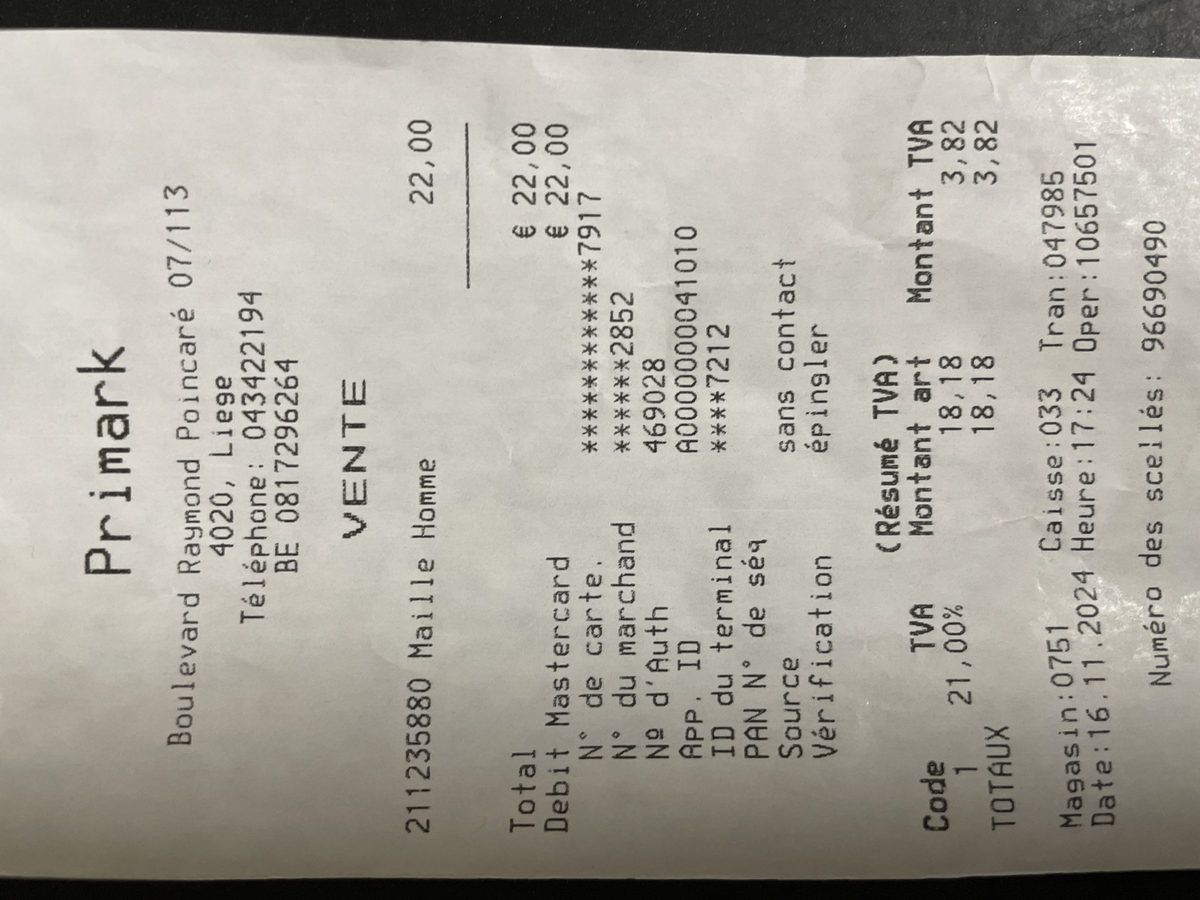 Primark
Boulevard Raymond Poincaré 07/113
4020, Liege
Téléphone: 043422194
BE 0817296264
VENTE
211235880 Maille Homme 22,00
Total € 22,00
Debit Mastercard € 22,00
N° de carte. ************7917
N° du marchand ******2852
Nº d'Auth 469028
App. ID A0000000041010
ID du terminal ****7212
PAN N° de séq
Source sans contact
Vérification épingler
(Résumé TVA)
Code TVA Montant art Montant TVA
1 21,00% 18,18 3,82
TOTAUX 18,18 3,82
Magasin:0751 Caisse:033 Tran:047985
Date:16.11.2024 Heure:17:24 Oper:10657501
Numéro des scellés: 96690490